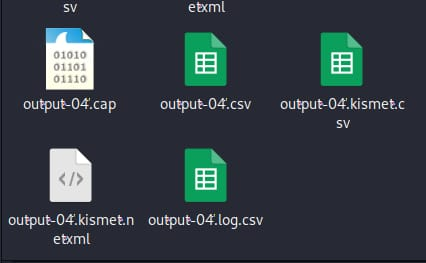 sv
etxml
01010
01101
01110
output-04.cap
output-04.csv
output-04.kismet.c
sv
</>
output-04.kismet.n
etxml
output-04.log.csv